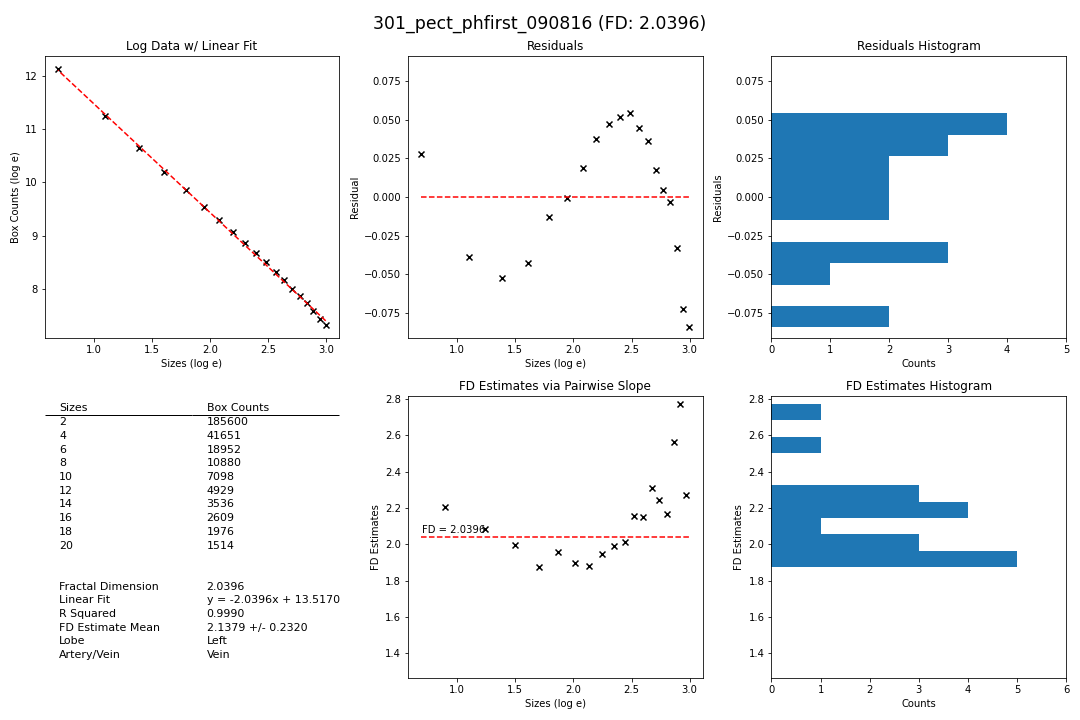 301_pect_phfirst_090816 (FD: 2.0396)
Log Data w/ Linear Fit
Box Counts (log e)
12
11
10
9
8
1.0 1.5 2.0 2.5 3.0
Sizes (log e)
Residuals
Residual
0.075
0.050
0.025
0.000
−0.025
−0.050
−0.075
1.0 1.5 2.0 2.5 3.0
Sizes (log e)
Residuals Histogram
Residuals
0.075
0.050
0.025
0.000
−0.025
−0.050
−0.075
0 1 2 3 4 5
Counts
Sizes Box Counts
2 185600
4 41651
6 18952
8 10880
10 7098
12 4929
14 3536
16 2609
18 1976
20 1514
Fractal Dimension 2.0396
Linear Fit y = -2.0396x + 13.5170
R Squared 0.9990
FD Estimate Mean 2.1379 +/- 0.2320
Lobe Left
Artery/Vein Vein
FD Estimates via Pairwise Slope
FD Estimates
2.8
2.6
2.4
2.2
2.0
1.8
1.6
1.4
FD = 2.0396
1.0 1.5 2.0 2.5 3.0
Sizes (log e)
FD Estimates Histogram
FD Estimates
2.8
2.6
2.4
2.2
2.0
1.8
1.6
1.4
0 1 2 3 4 5 6
Counts